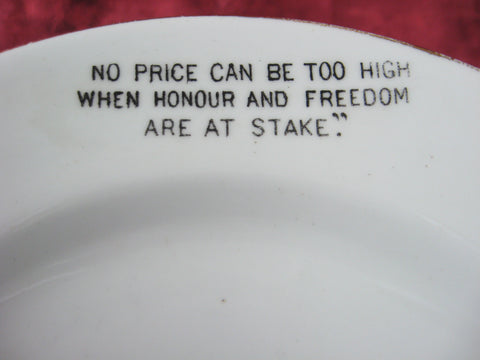 NO PRICE CAN BE TOO HIGH
WHEN HONOUR AND FREEDOM
ARE AT STAKE."